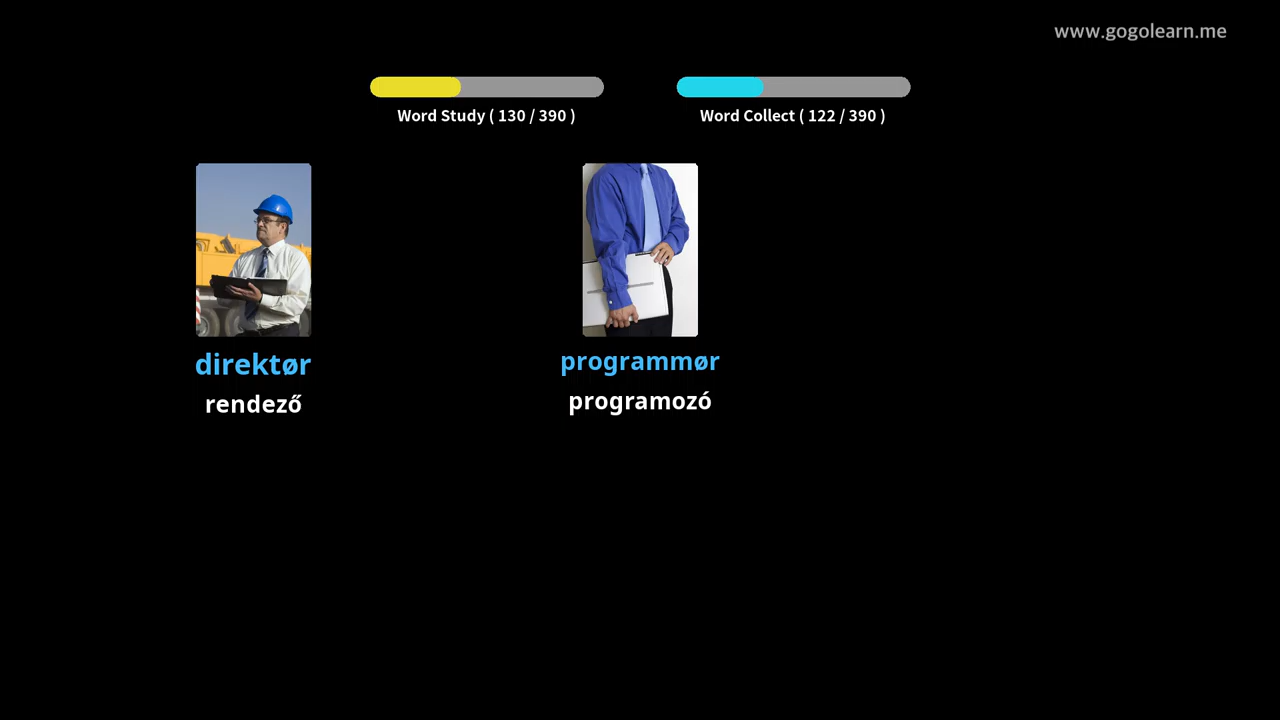 www.gogolearn.me
Word Study ( 130 / 390 )
Word Collect ( 122 / 390 )
direktør
rendező
programmør
programozó